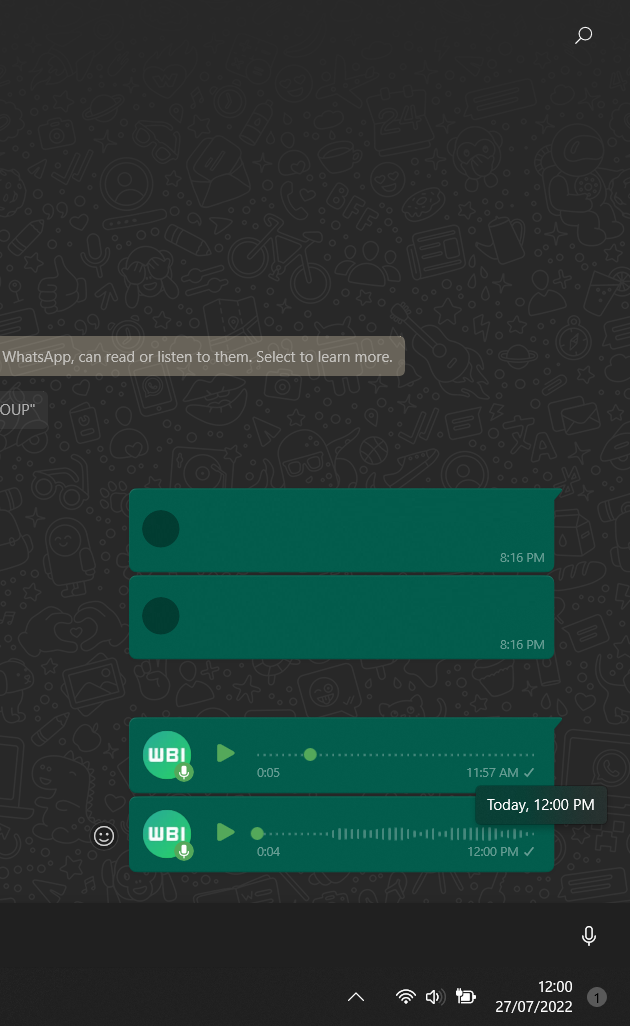 WhatsApp, can read or listen to them. Select to learn more.
OUP"
8:16 PM
8:16 PM
WBI
0:05
11:57 AM
Today, 12:00 PM
WBI
0:04
12:00 PM
12:00
27/07/2022
1